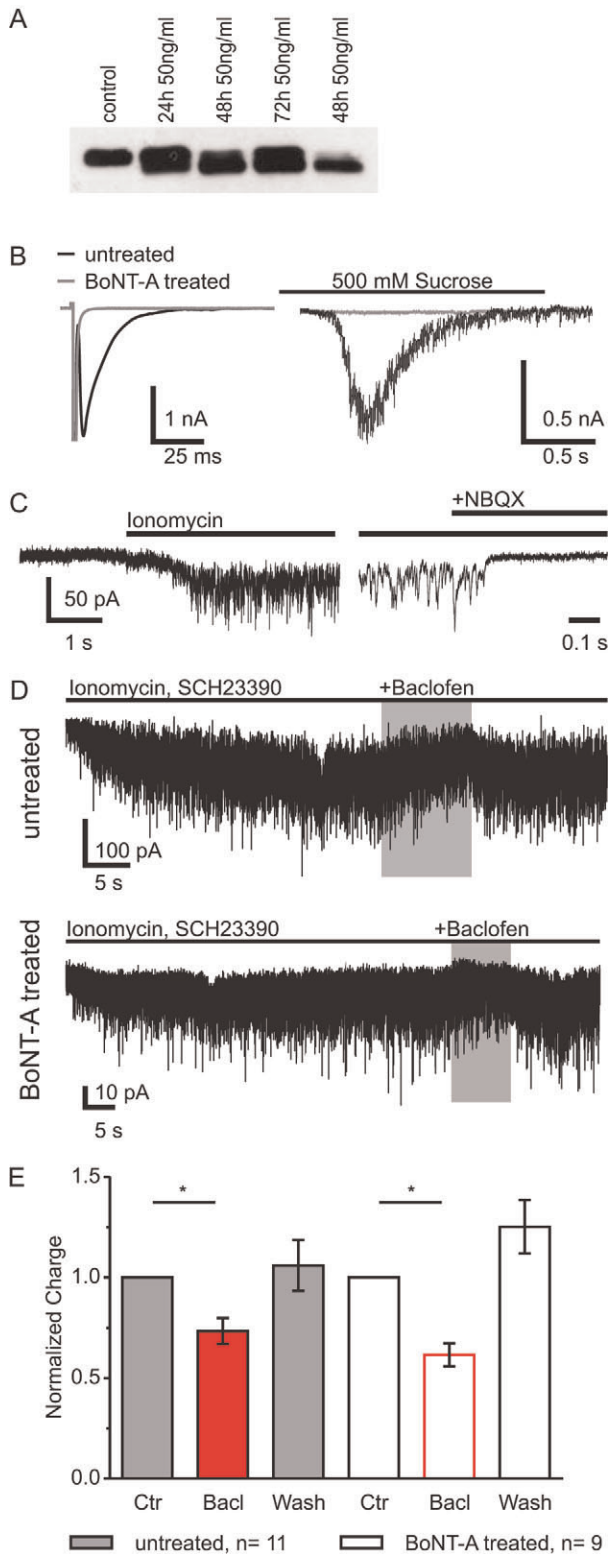 A
control
24h 50ng/ml
48h 50ng/ml
72h 50ng/ml
48h 50ng/ml
B
untreated
BoNT-A treated
500 mM Sucrose
1 nA
25 ms
0.5 nA
0.5 s
C
Ionomycin
+NBQX
50 pA
1 s
0.1 s
D
untreated
Ionomycin, SCH23390
+Baclofen
100 pA
5 s
BoNT-A treated
Ionomycin, SCH23390
+Baclofen
10 pA
5 s
E
Normalized Charge
1.5
1.0
0.5
0.0
*
*
Ctr Bacl Wash Ctr Bacl Wash
untreated, n= 11
BoNT-A treated, n= 9